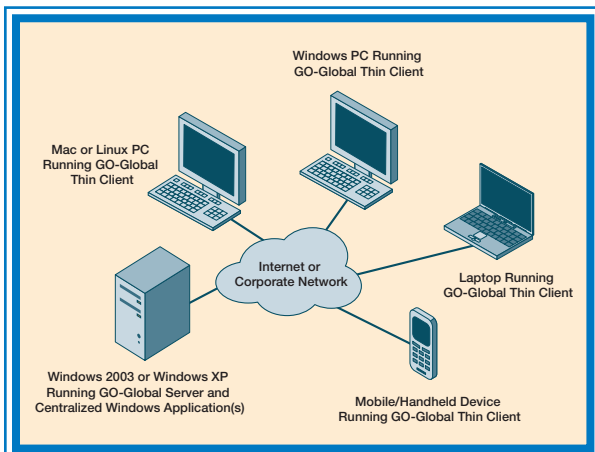 Windows PC Running
GO-Global Thin Client
Mac or Linux PC
Running GO-Global
Thin Client
Internet or
Corporate Network
Laptop Running
GO-Global Thin Client
Windows 2003 or Windows XP
Running GO-Global Server and
Centralized Windows Application(s)
Mobile/Handheld Device
Running GO-Global Thin Client